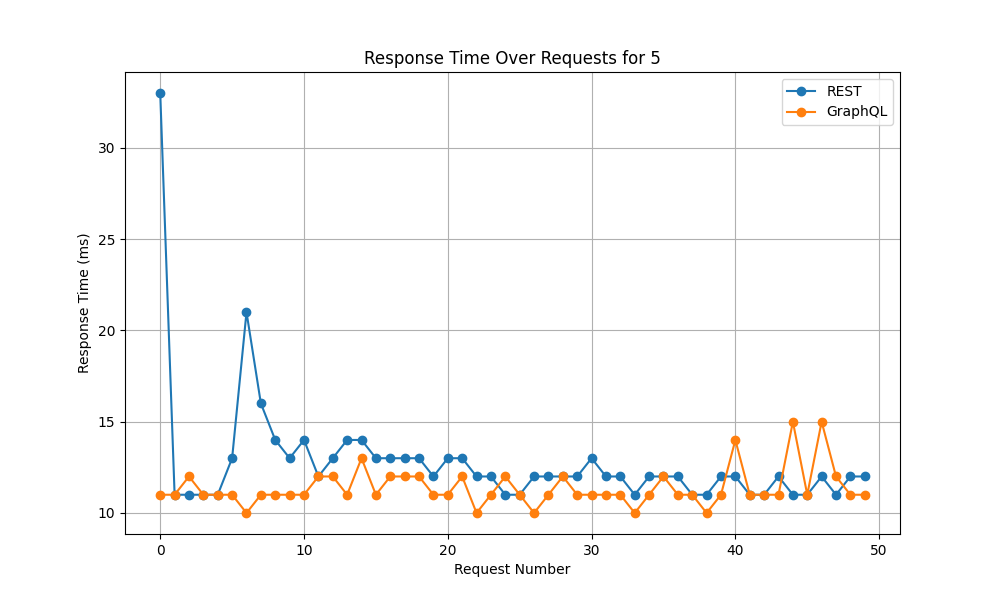 Response Time Over Requests for 5
REST
GraphQL
Response Time (ms)
30
25
20
15
10
0 10 20 30 40 50
Request Number